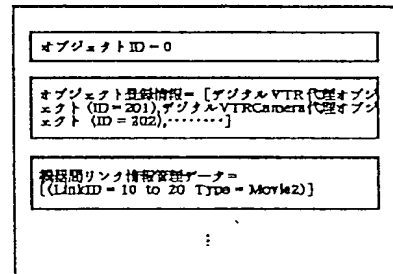 オブジェクトID=0
オブジェクト登録情報= [デジタルVTR代理オブジ
ェクト (ID=201),デジタルVTRCamera代理オブジ
ェクト (ID=202),········]
機器間リンク情報管理データ=
[(LinkID = 10 to 20 Type = Movie2)]
⋮